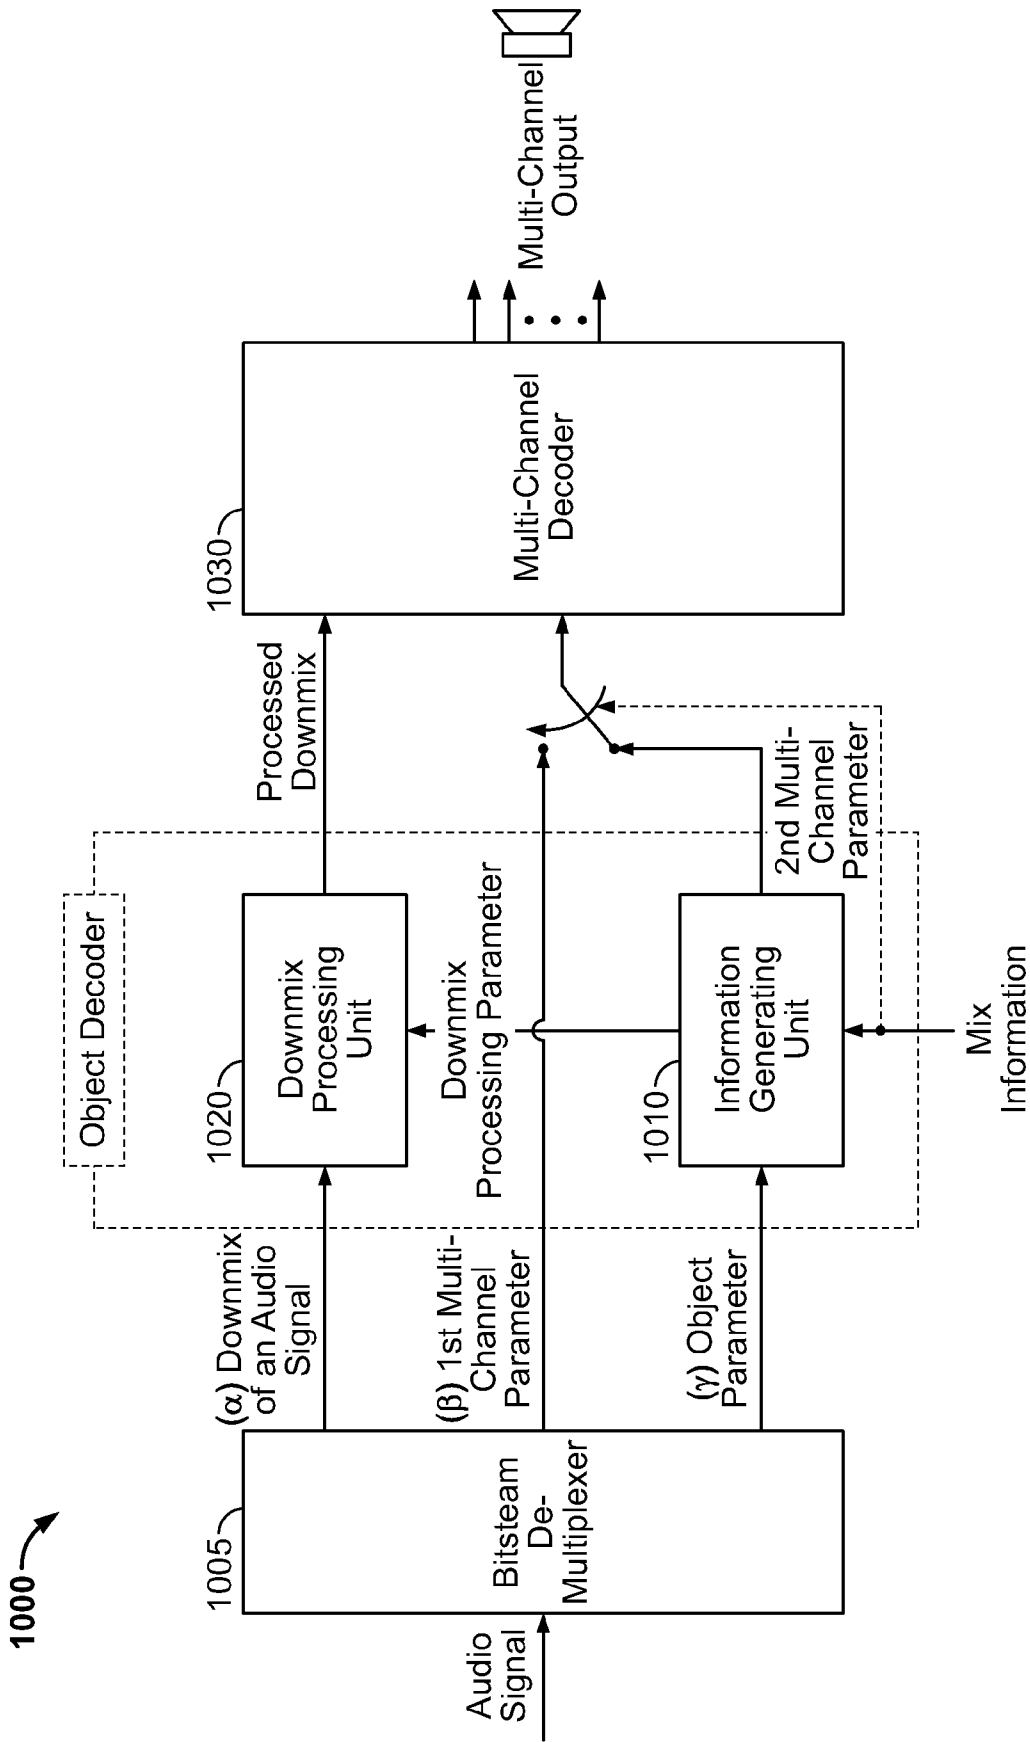 1000
Audio
Signal
1005
Bitsteam
De-
Multiplexer
(α) Downmix
of an Audio
Signal
(β) 1st Multi-
Channel
Parameter
(γ) Object
Parameter
Object Decoder
1020
Downmix
Processing
Unit
Downmix
Processing Parameter
1010
Information
Generating
Unit
Mix
Information
Processed
Downmix
2nd Multi-
Channel
Parameter
1030
Multi-Channel
Decoder
Multi-Channel
Output